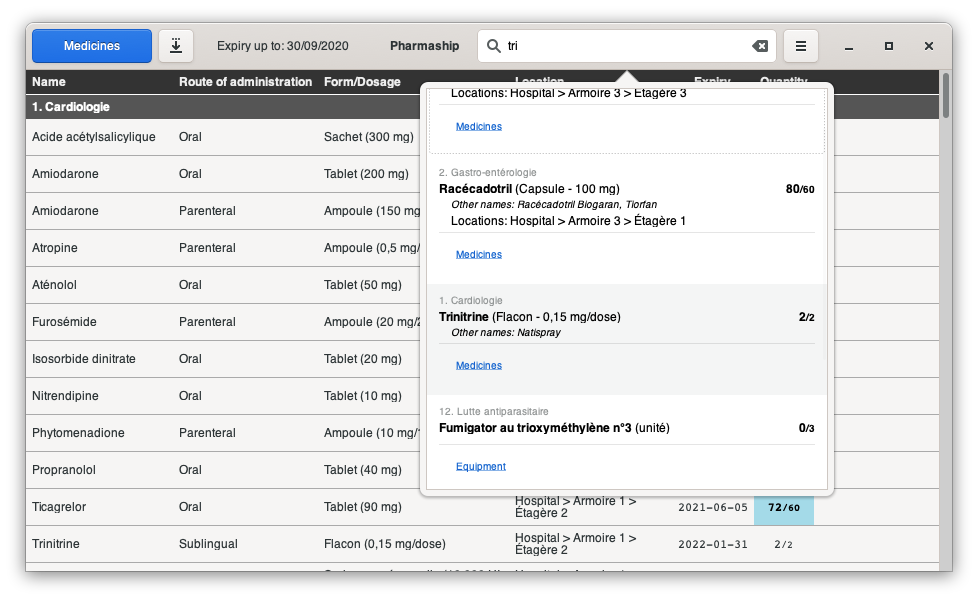 Medicines Expiry up to: 30/09/2020 Pharmaship tri
Name Route of administration Form/Dosage Location Expiry Quantity
1. Cardiologie
Acide acétylsalicylique Oral Sachet (300 mg)
Amiodarone Oral Tablet (200 mg)
Amiodarone Parenteral Ampoule (150 mg
Atropine Parenteral Ampoule (0,5 mg/
Aténolol Oral Tablet (50 mg)
Furosémide Parenteral Ampoule (20 mg/2
Isosorbide dinitrate Oral Tablet (20 mg)
Nitrendipine Oral Tablet (10 mg)
Phytomenadione Parenteral Ampoule (10 mg/1
Propranolol Oral Tablet (40 mg)
Ticagrelor Oral Tablet (90 mg) Hospital > Armoire 1 > 2021-06-05 72/60
Étagère 2
Trinitrine Sublingual Flacon (0,15 mg/dose) Hospital > Armoire 1 > 2022-01-31 2/2
Étagère 2
Locations: Hospital > Armoire 3 > Étagère 3
Medicines
2. Gastro-entérologie
Racécadotril (Capsule - 100 mg) 80/60
Other names: Racécadotril Biogaran, Tiorfan
Locations: Hospital > Armoire 3 > Étagère 1
Medicines
1. Cardiologie
Trinitrine (Flacon - 0,15 mg/dose) 2/2
Other names: Natispray
Medicines
12. Lutte antiparasitaire
Fumigator au trioxyméthylène n°3 (unité) 0/3
Equipment